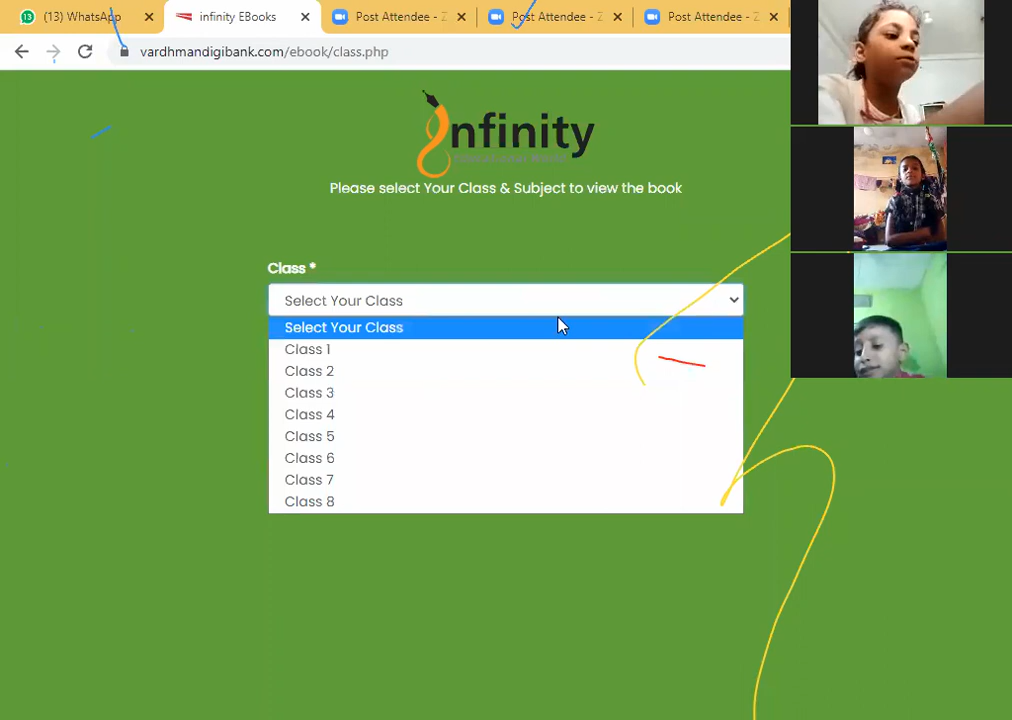 (13) WhatsApp
infinity EBooks
Post Attendee - Z
Post Attendee - Z
Post Attendee - Z
vardhmandigibank.com/ebook/class.php
nfinity
Please select Your Class & Subject to view the book
Class *
Select Your Class
Select Your Class
Class 1
Class 2
Class 3
Class 4
Class 5
Class 6
Class 7
Class 8